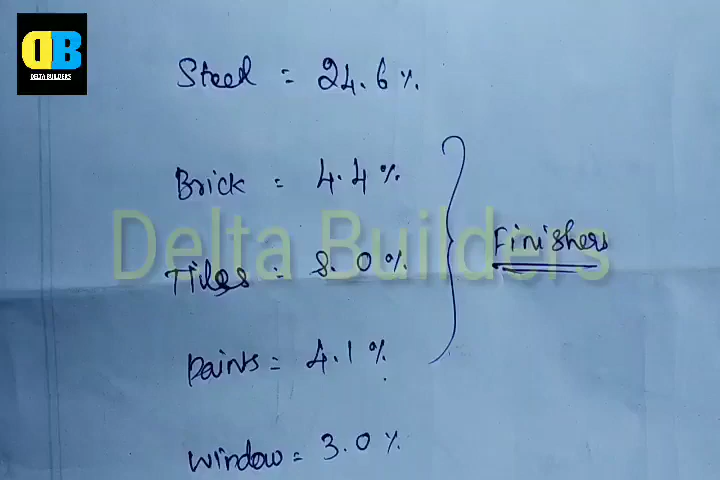 DB
DELTA BUILDERS
Steel = 24.6 %.
Brick = 4.4 %
Delta Builders
Finishers
Tiles = 8.0 %
Paints = 4.1 %
Window = 3.0 %